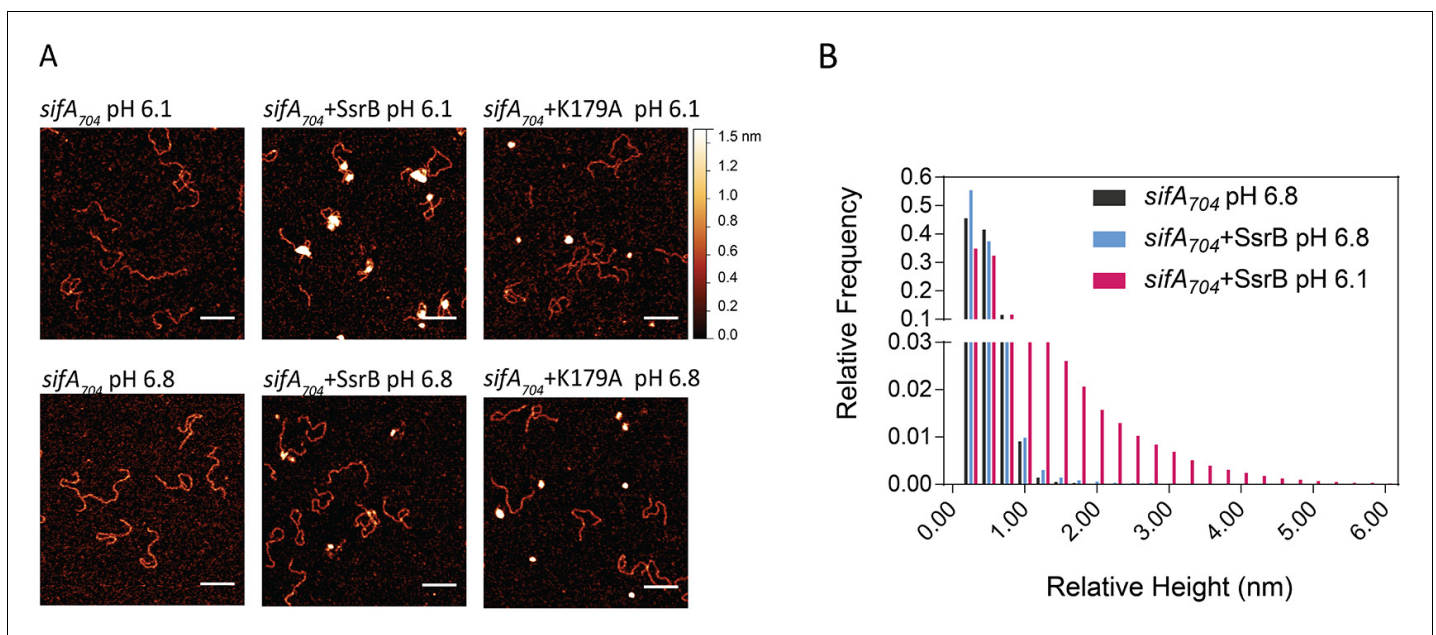 A
sifA704 pH 6.1
sifA704+SsrB pH 6.1
sifA704+K179A pH 6.1
1.5 nm
1.2
1.0
0.8
0.6
0.4
0.2
0.0
sifA704 pH 6.8
sifA704+SsrB pH 6.8
sifA704+K179A pH 6.8
B
Relative Frequency
0.6
0.5
0.4
0.3
0.2
0.1
0.03
0.02
0.01
0.00
sifA704 pH 6.8
sifA704+SsrB pH 6.8
sifA704+SsrB pH 6.1
0.00
1.00
2.00
3.00
4.00
5.00
6.00
Relative Height (nm)